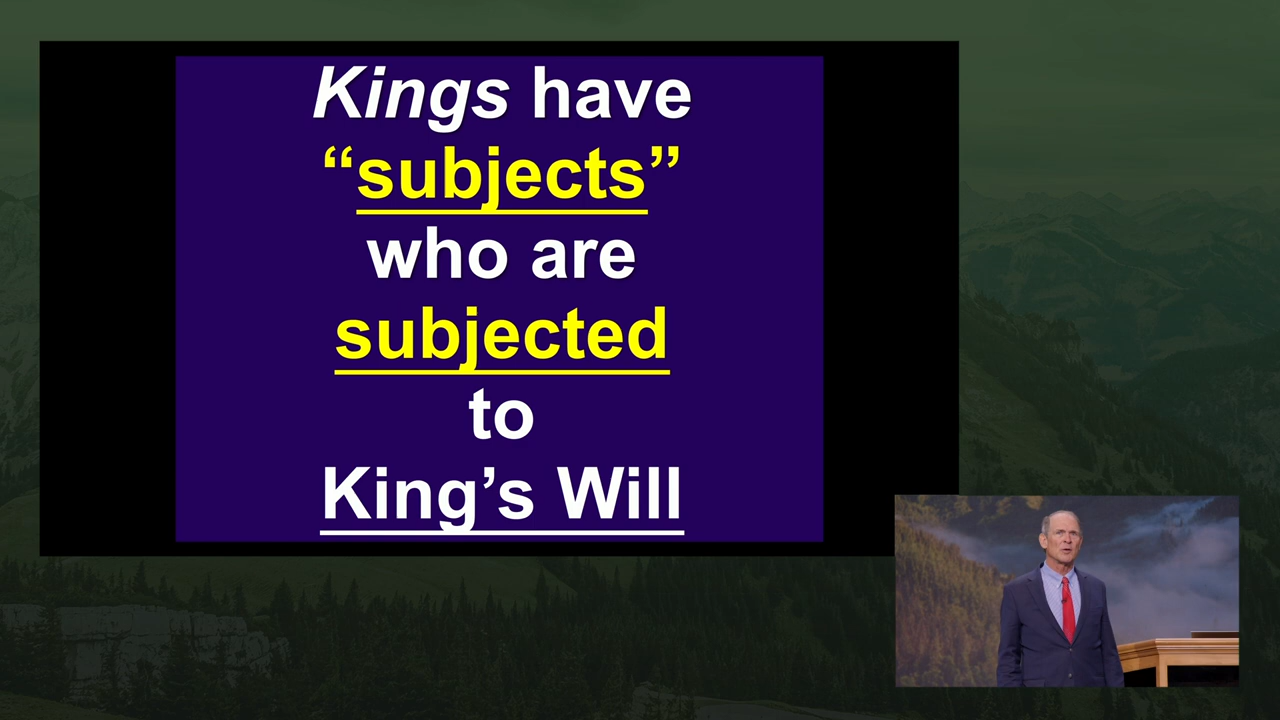 Kings have
“subjects”
who are
subjected
to
King’s Will